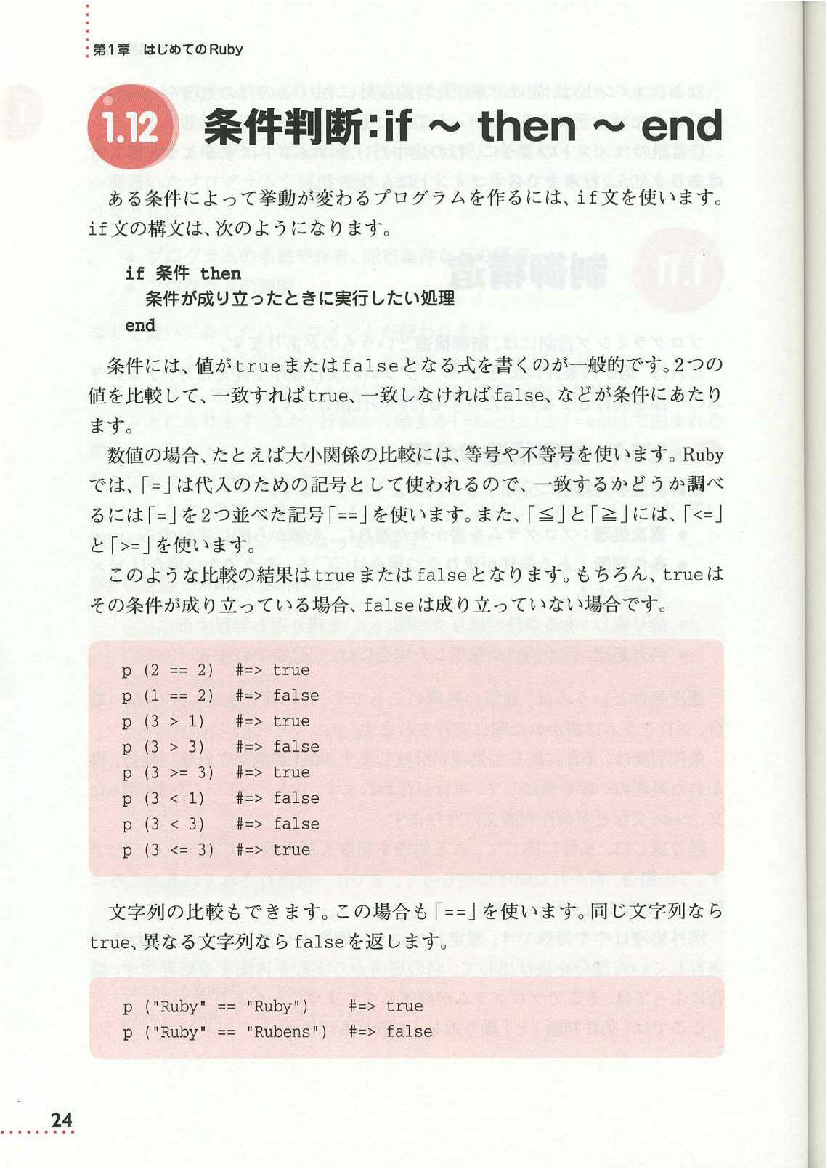 第1章　はじめてのRuby
1.12 条件判断:if ～ then ～ end
ある条件によって挙動が変わるプログラムを作るには、if文を使います。
if文の構文は、次のようになります。
if 条件 then
条件が成り立ったときに実行したい処理
end
条件には、値がtrueまたはfalseとなる式を書くのが一般的です。2つの
値を比較して、一致すればtrue、一致しなければfalse、などが条件にあたり
ます。
数値の場合、たとえば大小関係の比較には、等号や不等号を使います。Ruby
では、「=」は代入のための記号として使われるので、一致するかどうか調べ
るには「=」を2つ並べた記号「==」を使います。また、「≦」と「≧」には、「<=」
と「>=」を使います。
このような比較の結果はtrueまたはfalseとなります。もちろん、trueは
その条件が成り立っている場合、falseは成り立っていない場合です。
p (2 == 2)  #=> true
p (1 == 2)  #=> false
p (3 > 1)   #=> true
p (3 > 3)   #=> false
p (3 >= 3)  #=> true
p (3 < 1)   #=> false
p (3 < 3)   #=> false
p (3 <= 3)  #=> true
文字列の比較もできます。この場合も「==」を使います。同じ文字列なら
true、異なる文字列ならfalseを返します。
p ("Ruby" == "Ruby")    #=> true
p ("Ruby" == "Rubens")  #=> false
24